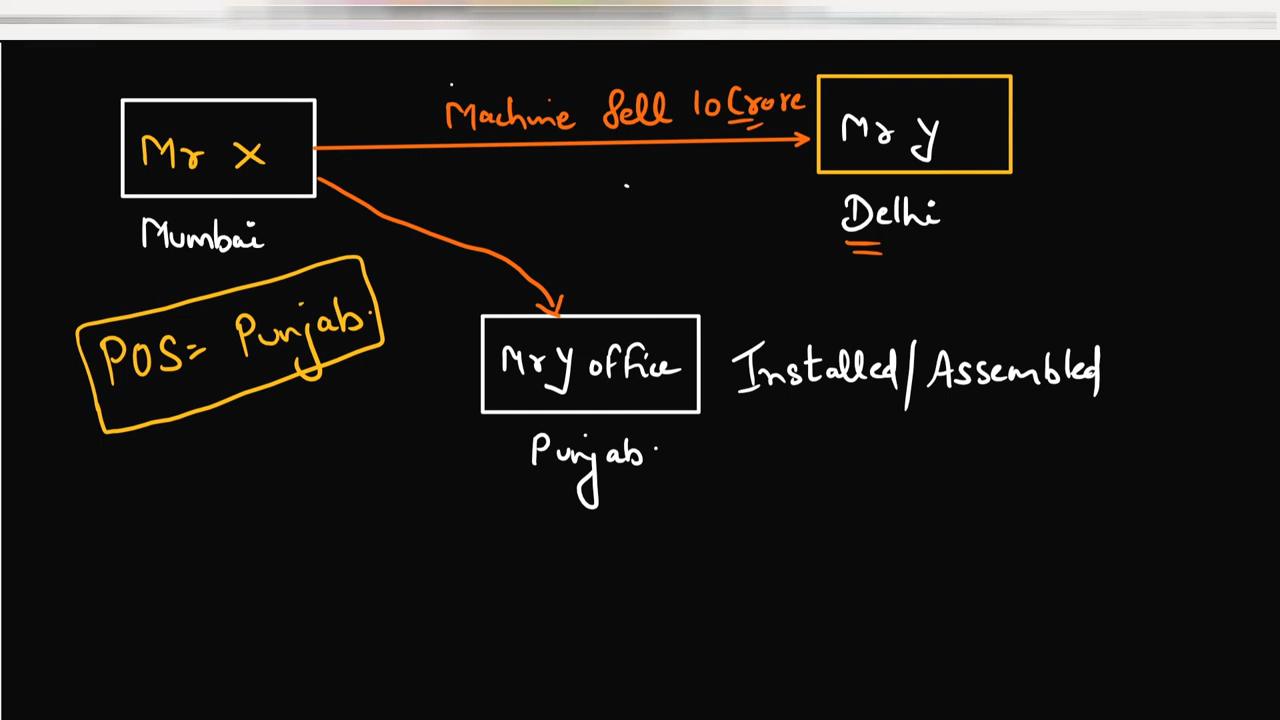 Machine Sell 10 Crore
Mr X
Mr y
Mumbai
Delhi
POS= Punjab.
Mr y office
Installed/Assembled
Punjab.